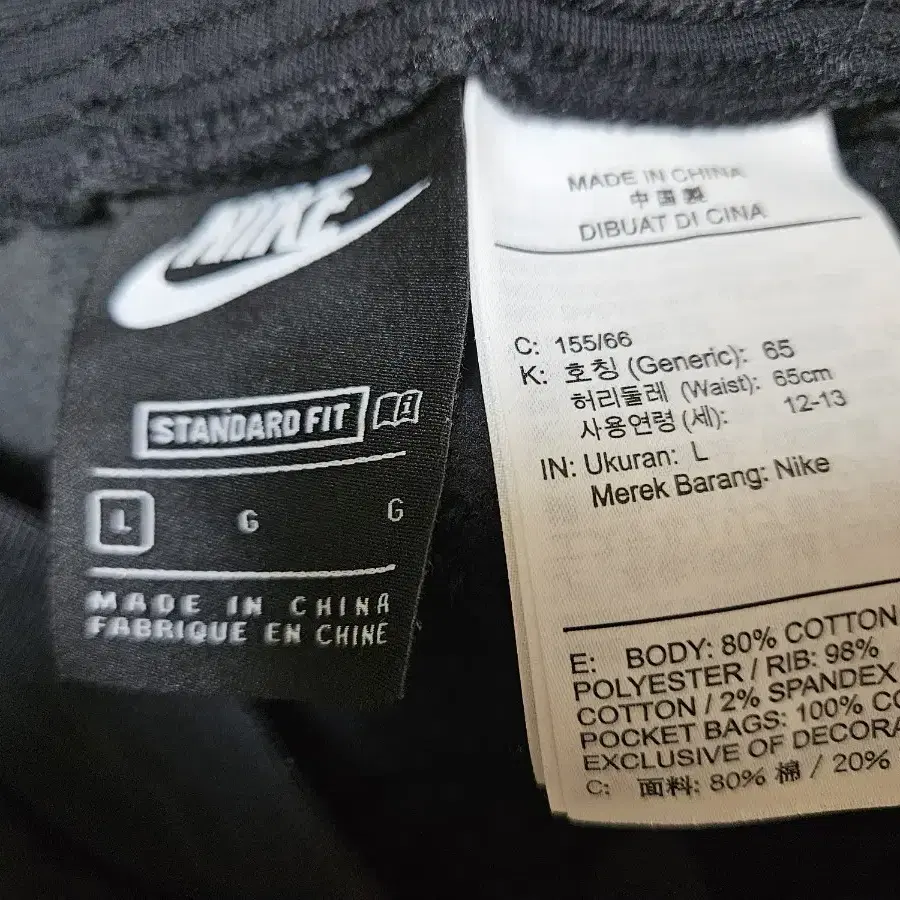 NIKE
STANDARD FIT
L G G
MADE IN CHINA
FABRIQUE EN CHINE
MADE IN CHINA
中国製
DIBUAT DI CINA
C: 155/66
K: 호칭 (Generic): 65
허리둘레 (Waist): 65cm
사용연령 (세): 12-13
IN: Ukuran: L
Merek Barang: Nike
E: BODY: 80% COTTON
POLYESTER / RIB: 98%
COTTON / 2% SPANDEX
POCKET BAGS: 100% CO
EXCLUSIVE OF DECORA
C: 面料: 80% 棉 / 20%